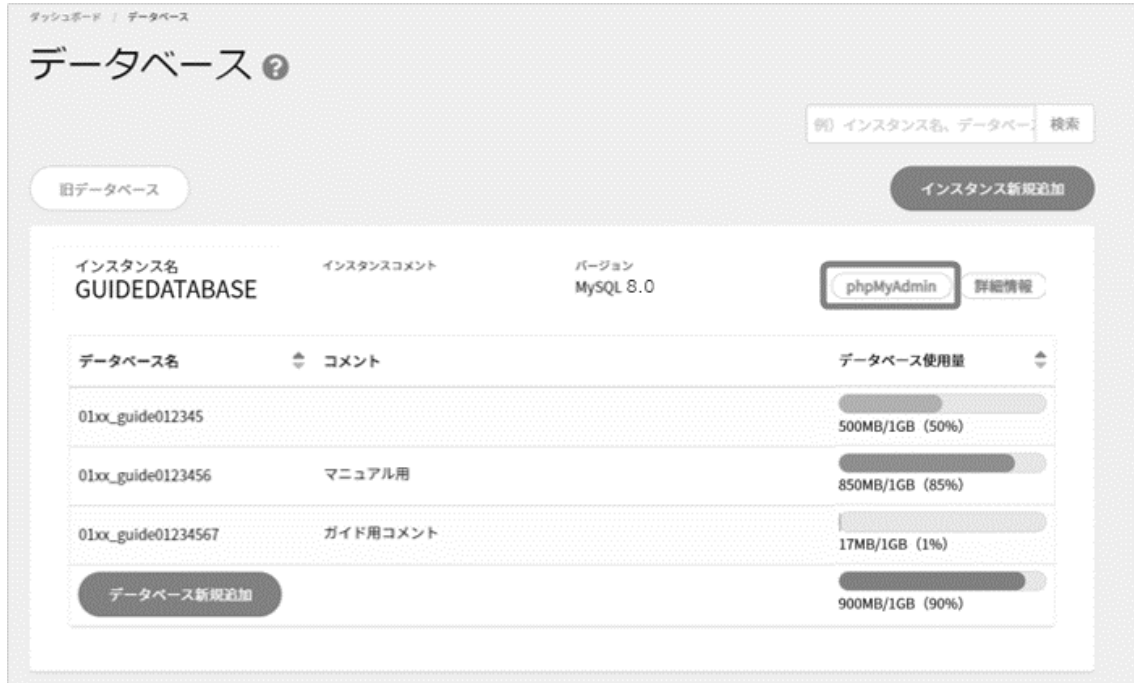 ダッシュボード / データベース
データベース ?
例）インスタンス名、データベー 検索
旧データベース インスタンス新規追加
インスタンス名 インスタンスコメント バージョン
GUIDEDATABASE MySQL 8.0 phpMyAdmin 詳細情報
データベース名 コメント データベース使用量
01xx_guide012345
500MB/1GB（50%）
01xx_guide0123456 マニュアル用
850MB/1GB（85%）
01xx_guide01234567 ガイド用コメント
17MB/1GB（1%）
データベース新規追加
900MB/1GB（90%）